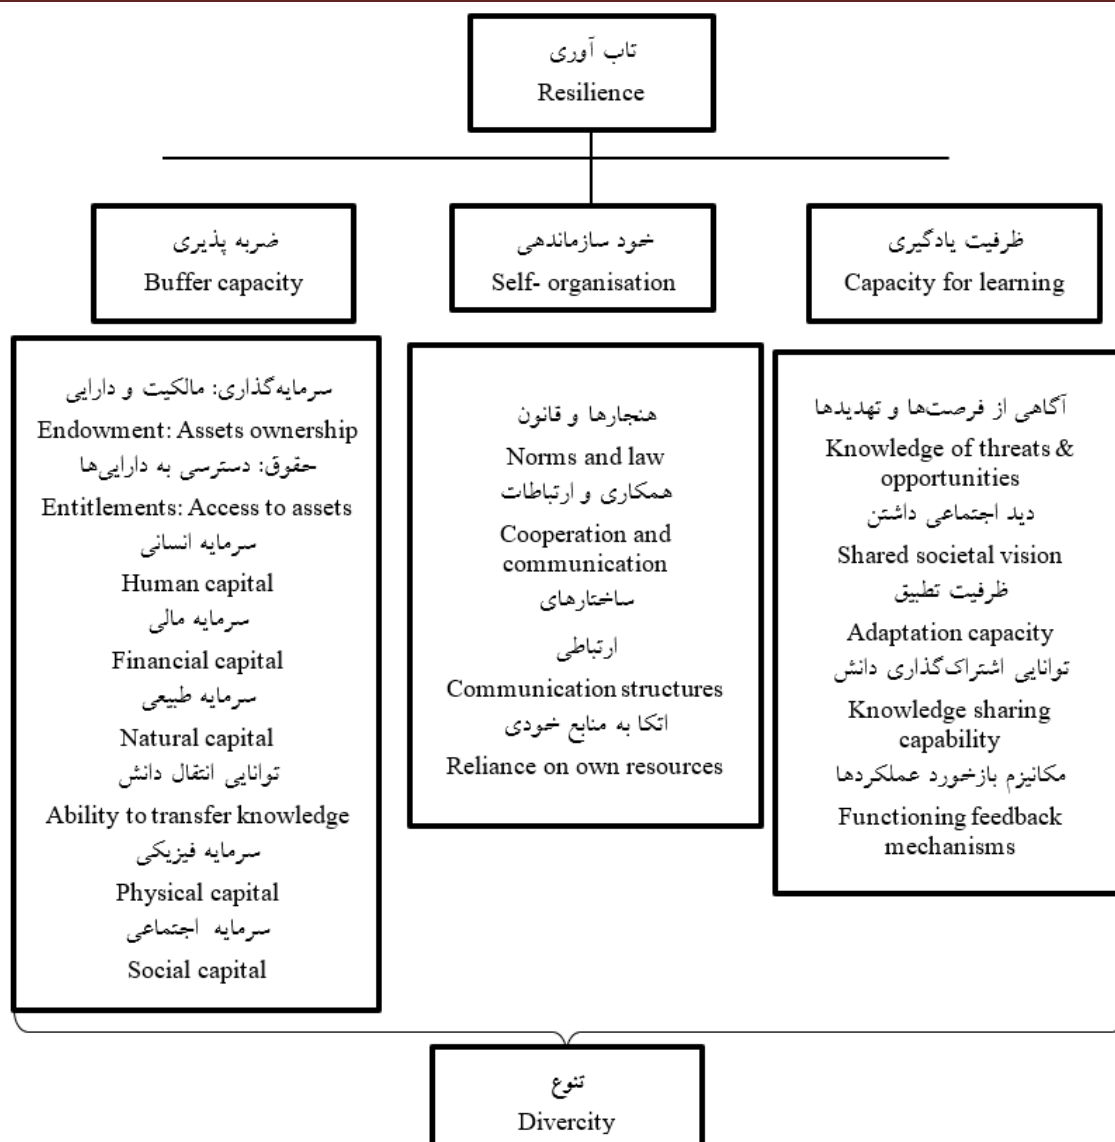 تاب آوری
Resilience
ضربه پذیری
Buffer capacity
خود سازماندهی
Self- organisation
ظرفیت یادگیری
Capacity for learning
سرمایه‌گذاری: مالکیت و دارایی
Endowment: Assets ownership
حقوق: دسترسی به دارایی‌ها
Entitlements: Access to assets
سرمایه انسانی
Human capital
سرمایه مالی
Financial capital
سرمایه طبیعی
Natural capital
توانایی انتقال دانش
Ability to transfer knowledge
سرمایه فیزیکی
Physical capital
سرمایه اجتماعی
Social capital
هنجارها و قانون
Norms and law
همکاری و ارتباطات
Cooperation and
communication
ساختارهای
ارتباطی
Communication structures
اتکا به منابع خودی
Reliance on own resources
آگاهی از فرصت‌ها و تهدیدها
Knowledge of threats &
opportunities
دید اجتماعی داشتن
Shared societal vision
ظرفیت تطبیق
Adaptation capacity
توانایی اشتراک‌گذاری دانش
Knowledge sharing
capability
مکانیزم بازخورد عملکردها
Functioning feedback
mechanisms
تنوع
Divercity